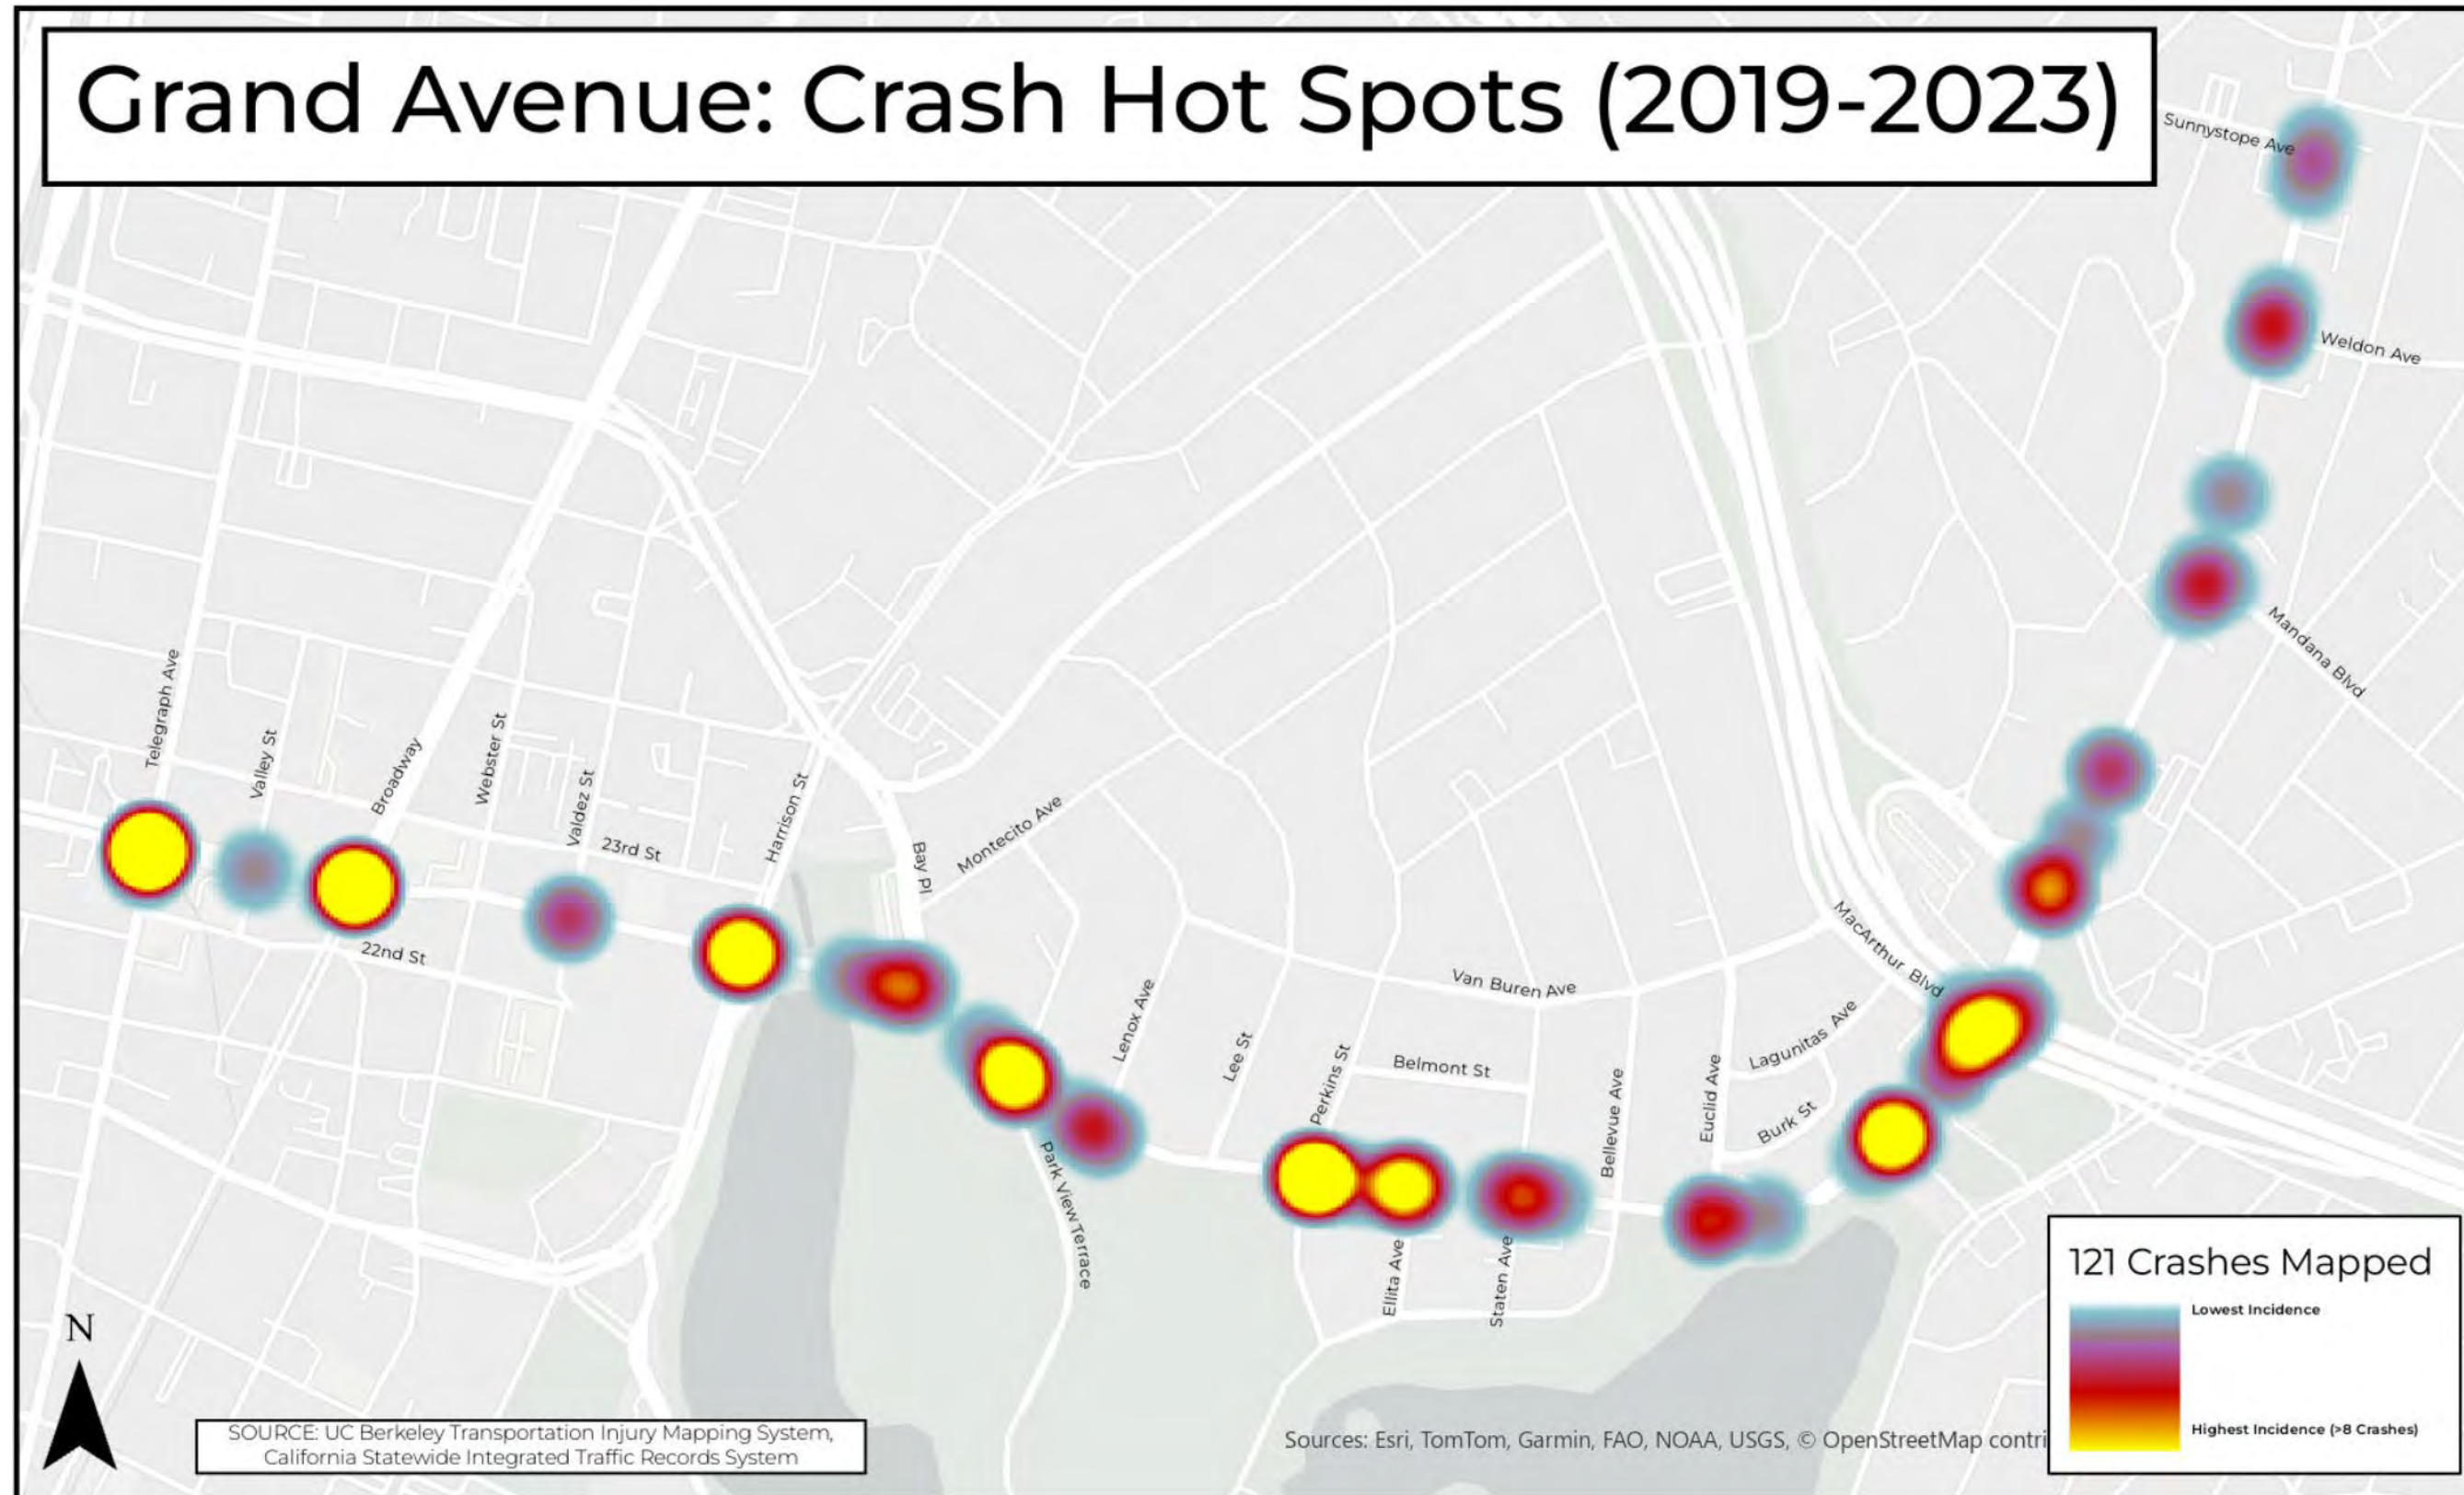 Grand Avenue: Crash Hot Spots (2019-2023)
Sunnystope Ave
Weldon Ave
Mandana Blvd
Telegraph Ave
Valley St
Broadway
Webster St
Valdez St
23rd St
Harrison St
Bay Pl
Montecito Ave
22nd St
Lenox Ave
Lee St
Perkins St
Van Buren Ave
Belmont St
Bellevue Ave
Euclid Ave
Lagunitas Ave
Burk St
MacArthur Blvd
Park View Terrace
Ellita Ave
Staten Ave
N
SOURCE: UC Berkeley Transportation Injury Mapping System,
California Statewide Integrated Traffic Records System
Sources: Esri, TomTom, Garmin, FAO, NOAA, USGS, © OpenStreetMap contri
121 Crashes Mapped
Lowest Incidence
Highest Incidence (>8 Crashes)